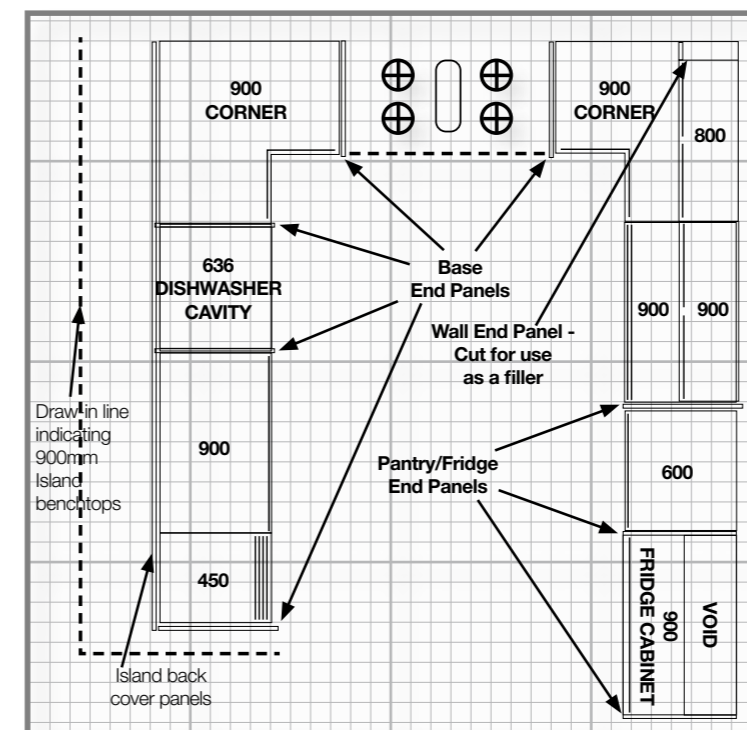 900
CORNER
900
CORNER
800
636
DISHWASHER
CAVITY
Base
End Panels
900
900
Wall End Panel -
Cut for use
as a filler
Draw in line
indicating
900mm
Island
benchtops
900
Pantry/Fridge
End Panels
600
450
FRIDGE CABINET
900
VOID
Island back
cover panels